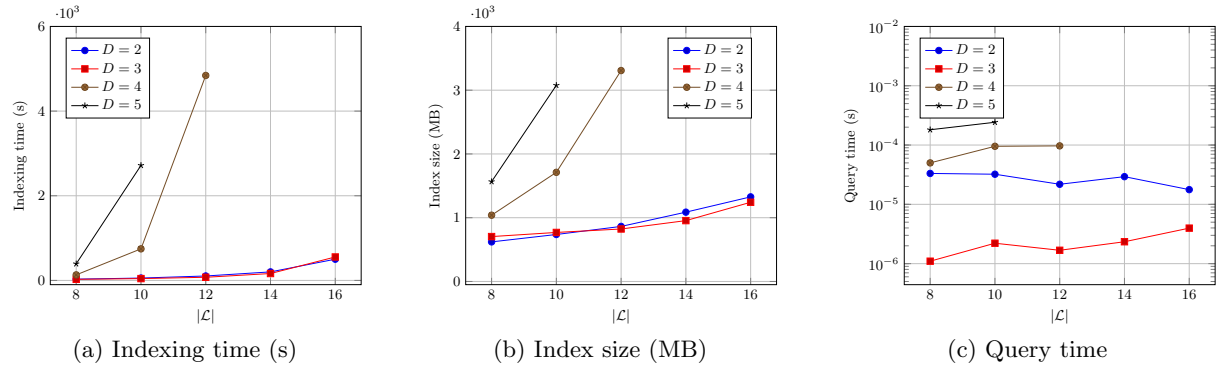 ·10³
6
4
2
0
8 10 12 14 16
|ℒ|
Indexing time (s)
D = 2
D = 3
D = 4
D = 5
(a) Indexing time (s)
·10³
4
3
2
1
0
8 10 12 14 16
|ℒ|
Index size (MB)
D = 2
D = 3
D = 4
D = 5
(b) Index size (MB)
10⁻²
10⁻³
10⁻⁴
10⁻⁵
10⁻⁶
8 10 12 14 16
|ℒ|
Query time (s)
D = 2
D = 3
D = 4
D = 5
(c) Query time